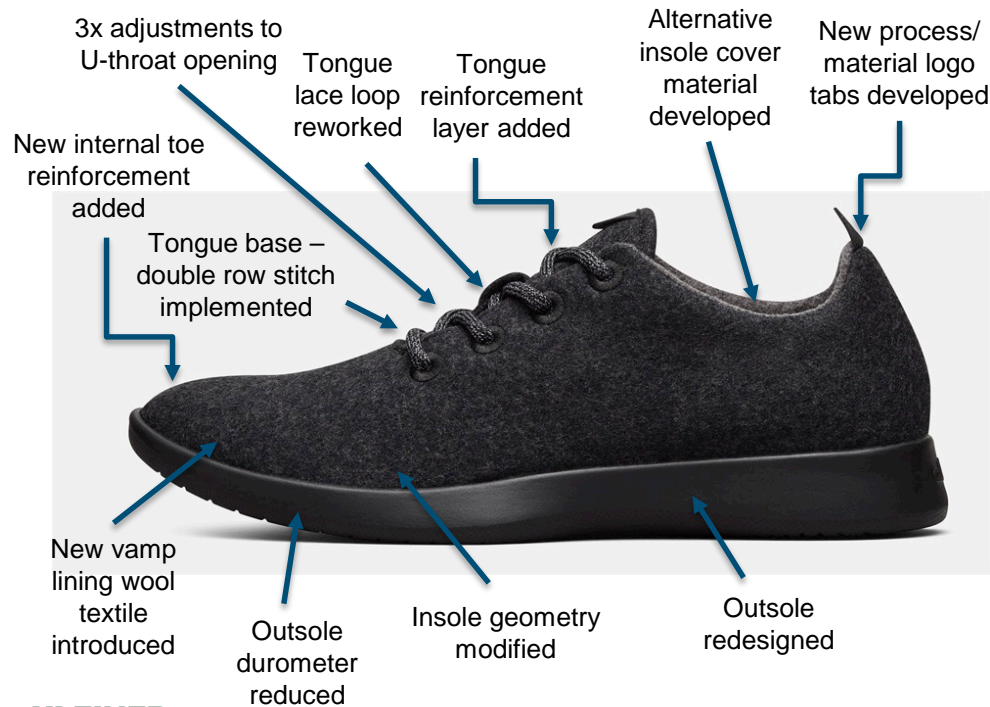 3x adjustments to
U-throat opening
Tongue
lace loop
reworked
Tongue
reinforcement
layer added
Alternative
insole cover
material
developed
New process/
material logo
tabs developed
New internal toe
reinforcement
added
Tongue base –
double row stitch
implemented
New vamp
lining wool
textile
introduced
Outsole
durometer
reduced
Insole geometry
modified
Outsole
redesigned